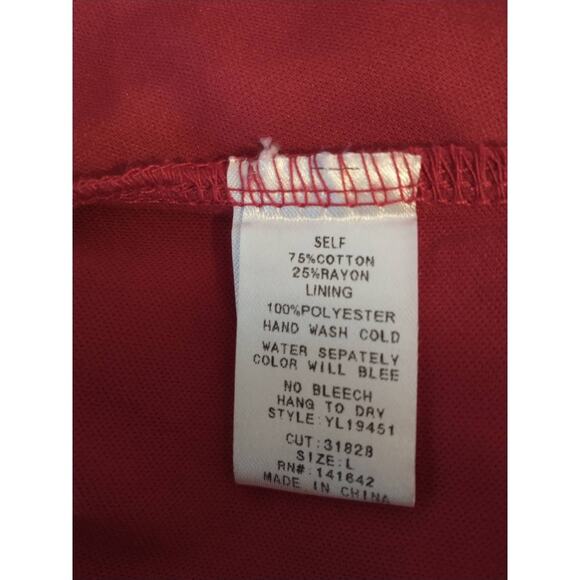 SELF
75%COTTON
25%RAYON
LINING
100%POLYESTER
HAND WASH COLD
WATER SEPATELY
COLOR WILL BLEE
NO BLEECH
HANG TO DRY
STYLE:YL19451
CUT:31828
SIZE:L
RN#:141642
MADE IN CHINA